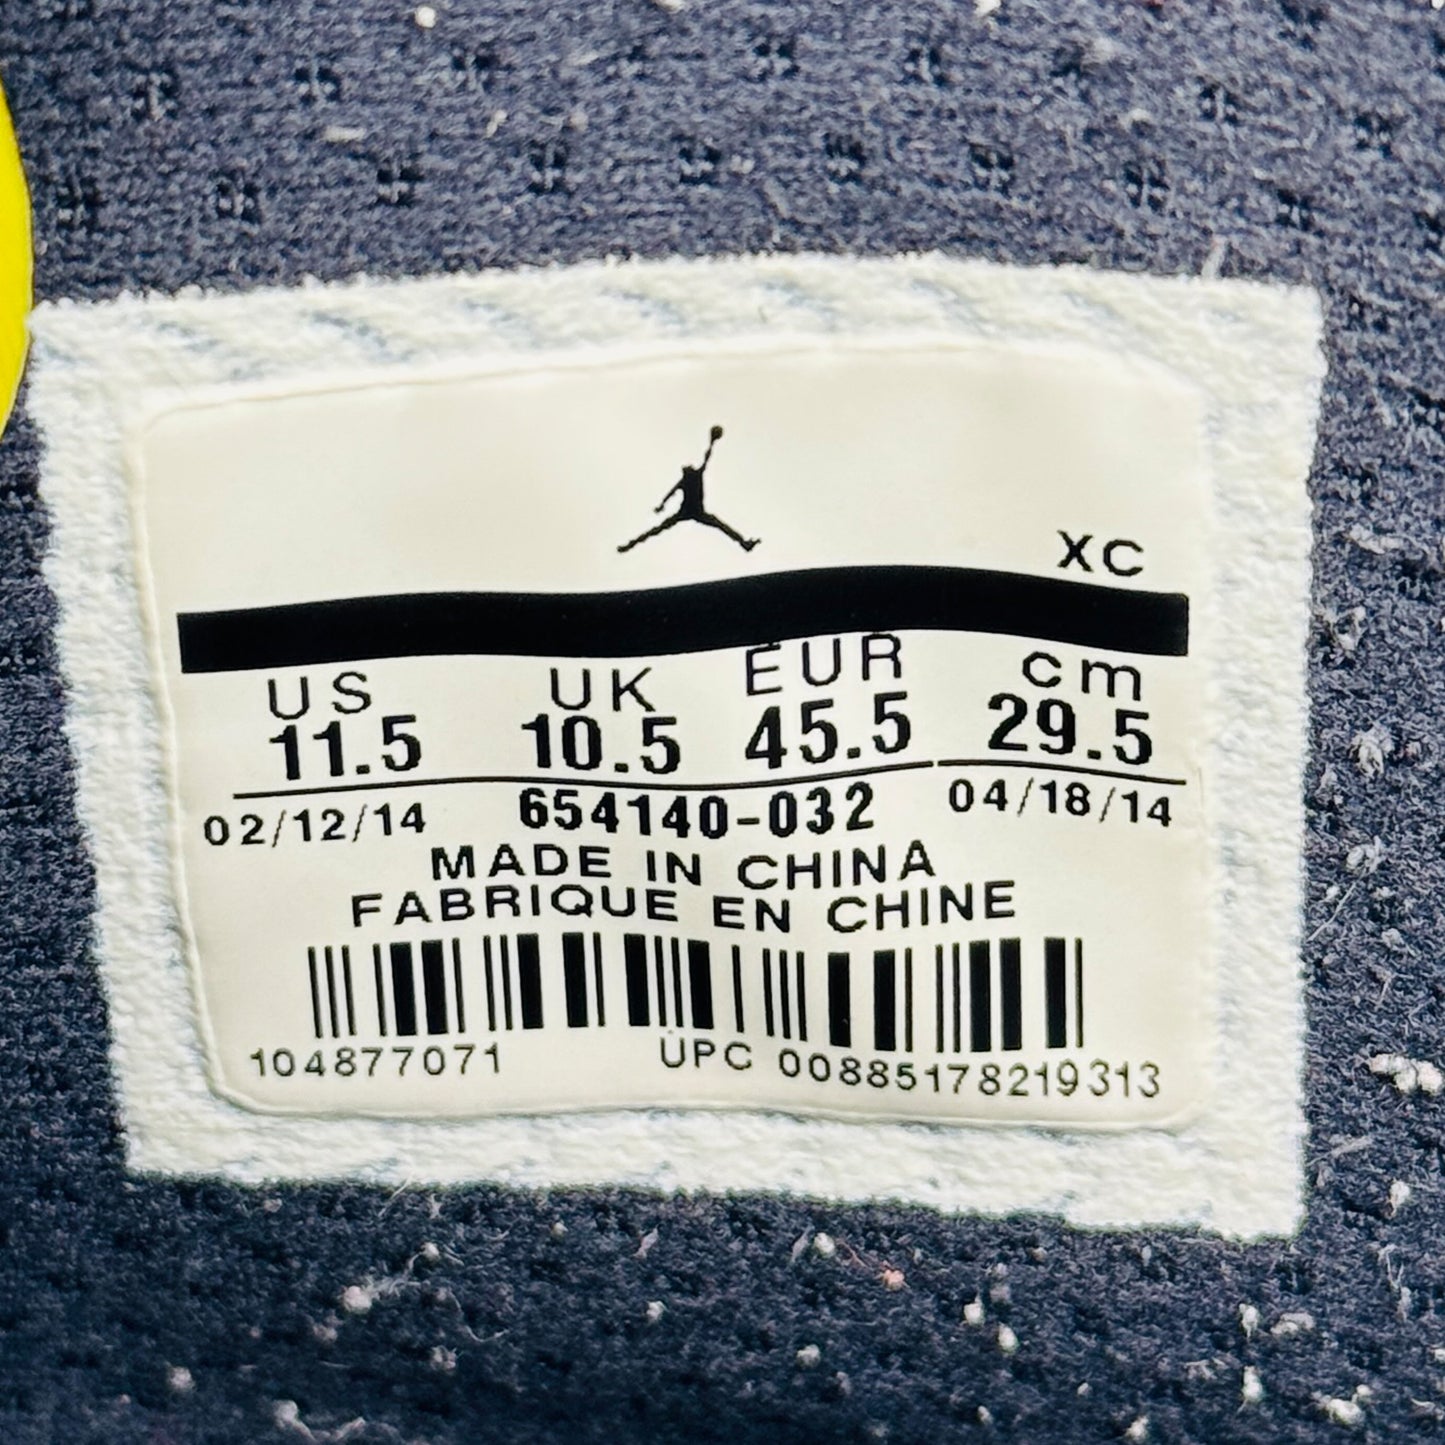 XC
US UK EUR cm
11.5 10.5 45.5 29.5
02/12/14 654140-032 04/18/14
MADE IN CHINA
FABRIQUE EN CHINE
104877071 UPC 00885178219313